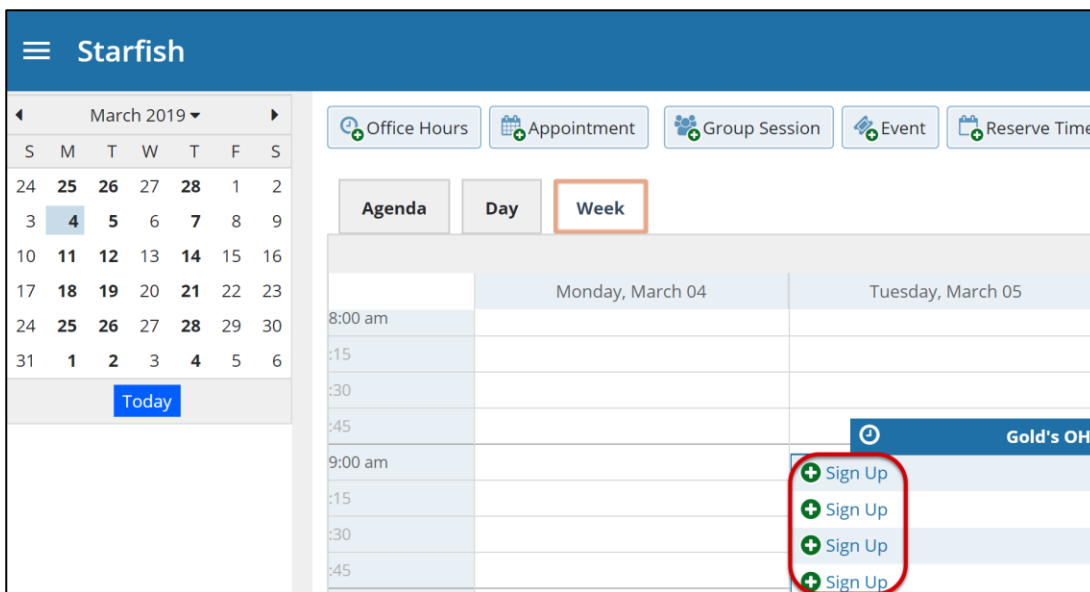 Starfish
March 2019
S M T W T F S
24 25 26 27 28 1 2
3 4 5 6 7 8 9
10 11 12 13 14 15 16
17 18 19 20 21 22 23
24 25 26 27 28 29 30
31 1 2 3 4 5 6
Today
Office Hours Appointment Group Session Event Reserve Time
Agenda Day Week
Monday, March 04 Tuesday, March 05
8:00 am
:15
:30
:45
Gold's OH
9:00 am Sign Up
:15 Sign Up
:30 Sign Up
:45 Sign Up